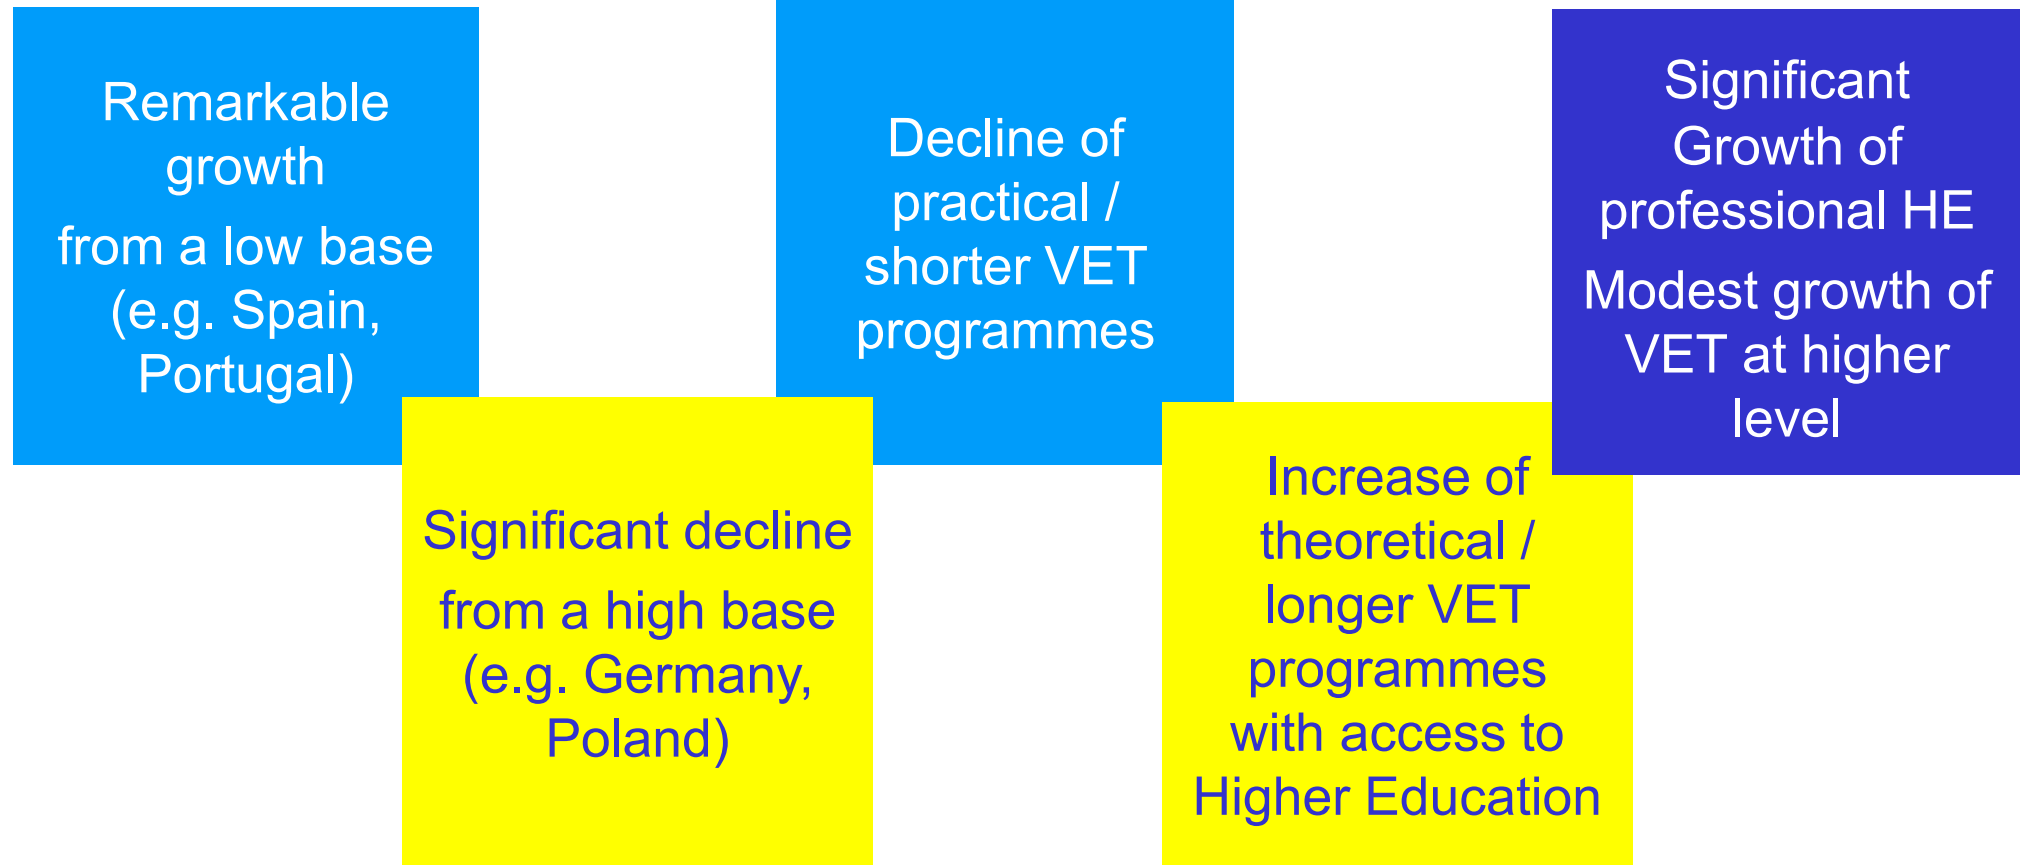 Remarkable
growth
from a low base
(e.g. Spain,
Portugal)
Significant decline
from a high base
(e.g. Germany,
Poland)
Decline of
practical /
shorter VET
programmes
Increase of
theoretical /
longer VET
programmes
with access to
Higher Education
Significant
Growth of
professional HE
Modest growth of
VET at higher
level